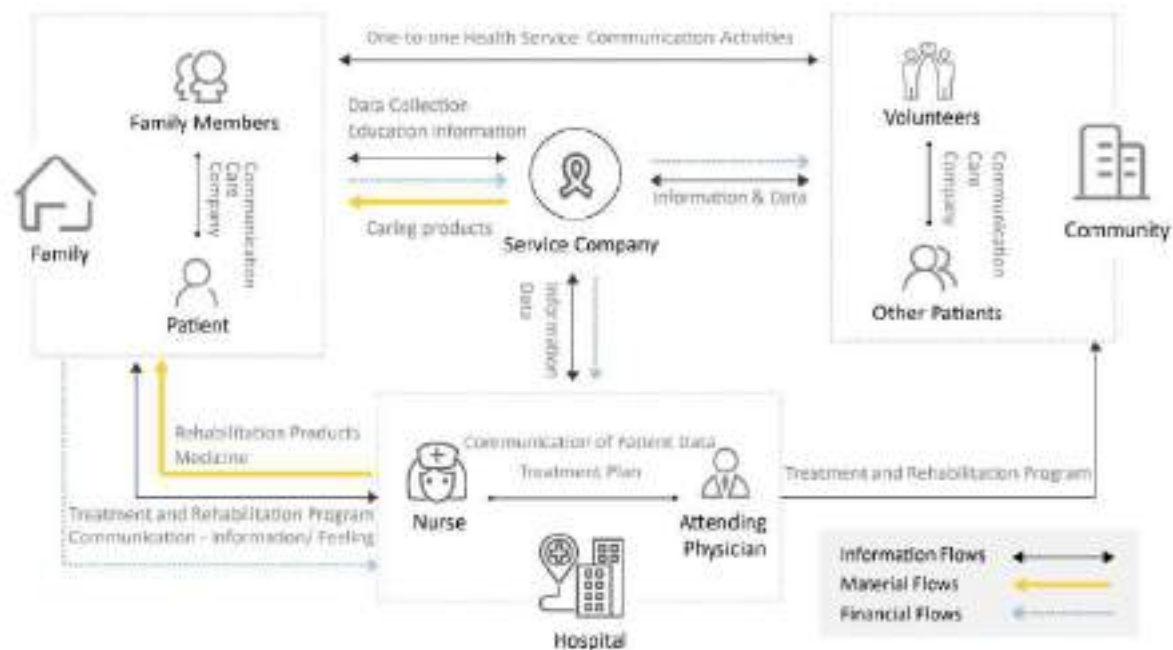 One-to-one Health Service Communication Activities
Family Members
Communication
Care
Company
Patient
Family
Data Collection
Education Information
Caring products
Service Company
Information & Data
Volunteers
Communication
Care
Company
Other Patients
Community
Information
Data
Rehabilitation Products
Medicine
Treatment and Rehabilitation Program
Communication - Information/ Feeling
Communication of Patient Data
Treatment Plan
Nurse
Attending
Physician
Hospital
Treatment and Rehabilitation Program
Information Flows
Material Flows
Financial Flows